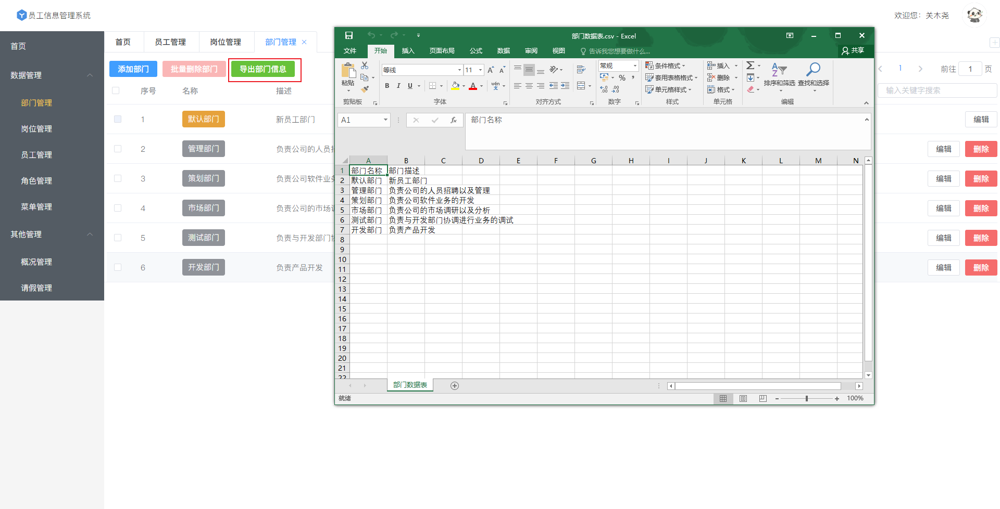 员工信息管理系统
欢迎您：关木尧
首页
数据管理
部门管理
岗位管理
员工管理
角色管理
菜单管理
其他管理
概况管理
请假管理
首页 员工管理 岗位管理 部门管理
添加部门 批量删除部门 导出部门信息
1 前往 1 页
输入关键字搜索
序号 名称 描述
1 默认部门 新员工部门 编辑
2 管理部门 负责公司的人员 编辑 删除
3 策划部门 负责公司软件业务 编辑 删除
4 市场部门 负责公司的市场 编辑 删除
5 测试部门 负责与开发部门 编辑 删除
6 开发部门 负责产品开发 编辑 删除
部门数据表.csv - Excel
文件 开始 插入 页面布局 公式 数据 审阅 视图 告诉我您想要做什么... 共享
粘贴
剪贴板
等线 11
B I U wén 文
字体
对齐方式
常规
% ,
数字
条件格式
套用表格格式
单元格样式
样式
插入
删除
格式
单元格
排序和筛选 查找和选择
编辑
A1 fx 部门名称
A B C D E F G H I J K L M N
1 部门名称 部门描述
2 默认部门 新员工部门
3 管理部门 负责公司的人员招聘以及管理
4 策划部门 负责公司软件业务的开发
5 市场部门 负责公司的市场调研以及分析
6 测试部门 负责与开发部门协调进行业务的调试
7 开发部门 负责产品开发
8
9
10
11
12
13
14
15
16
17
18
19
20
21
22
部门数据表
就绪 100%